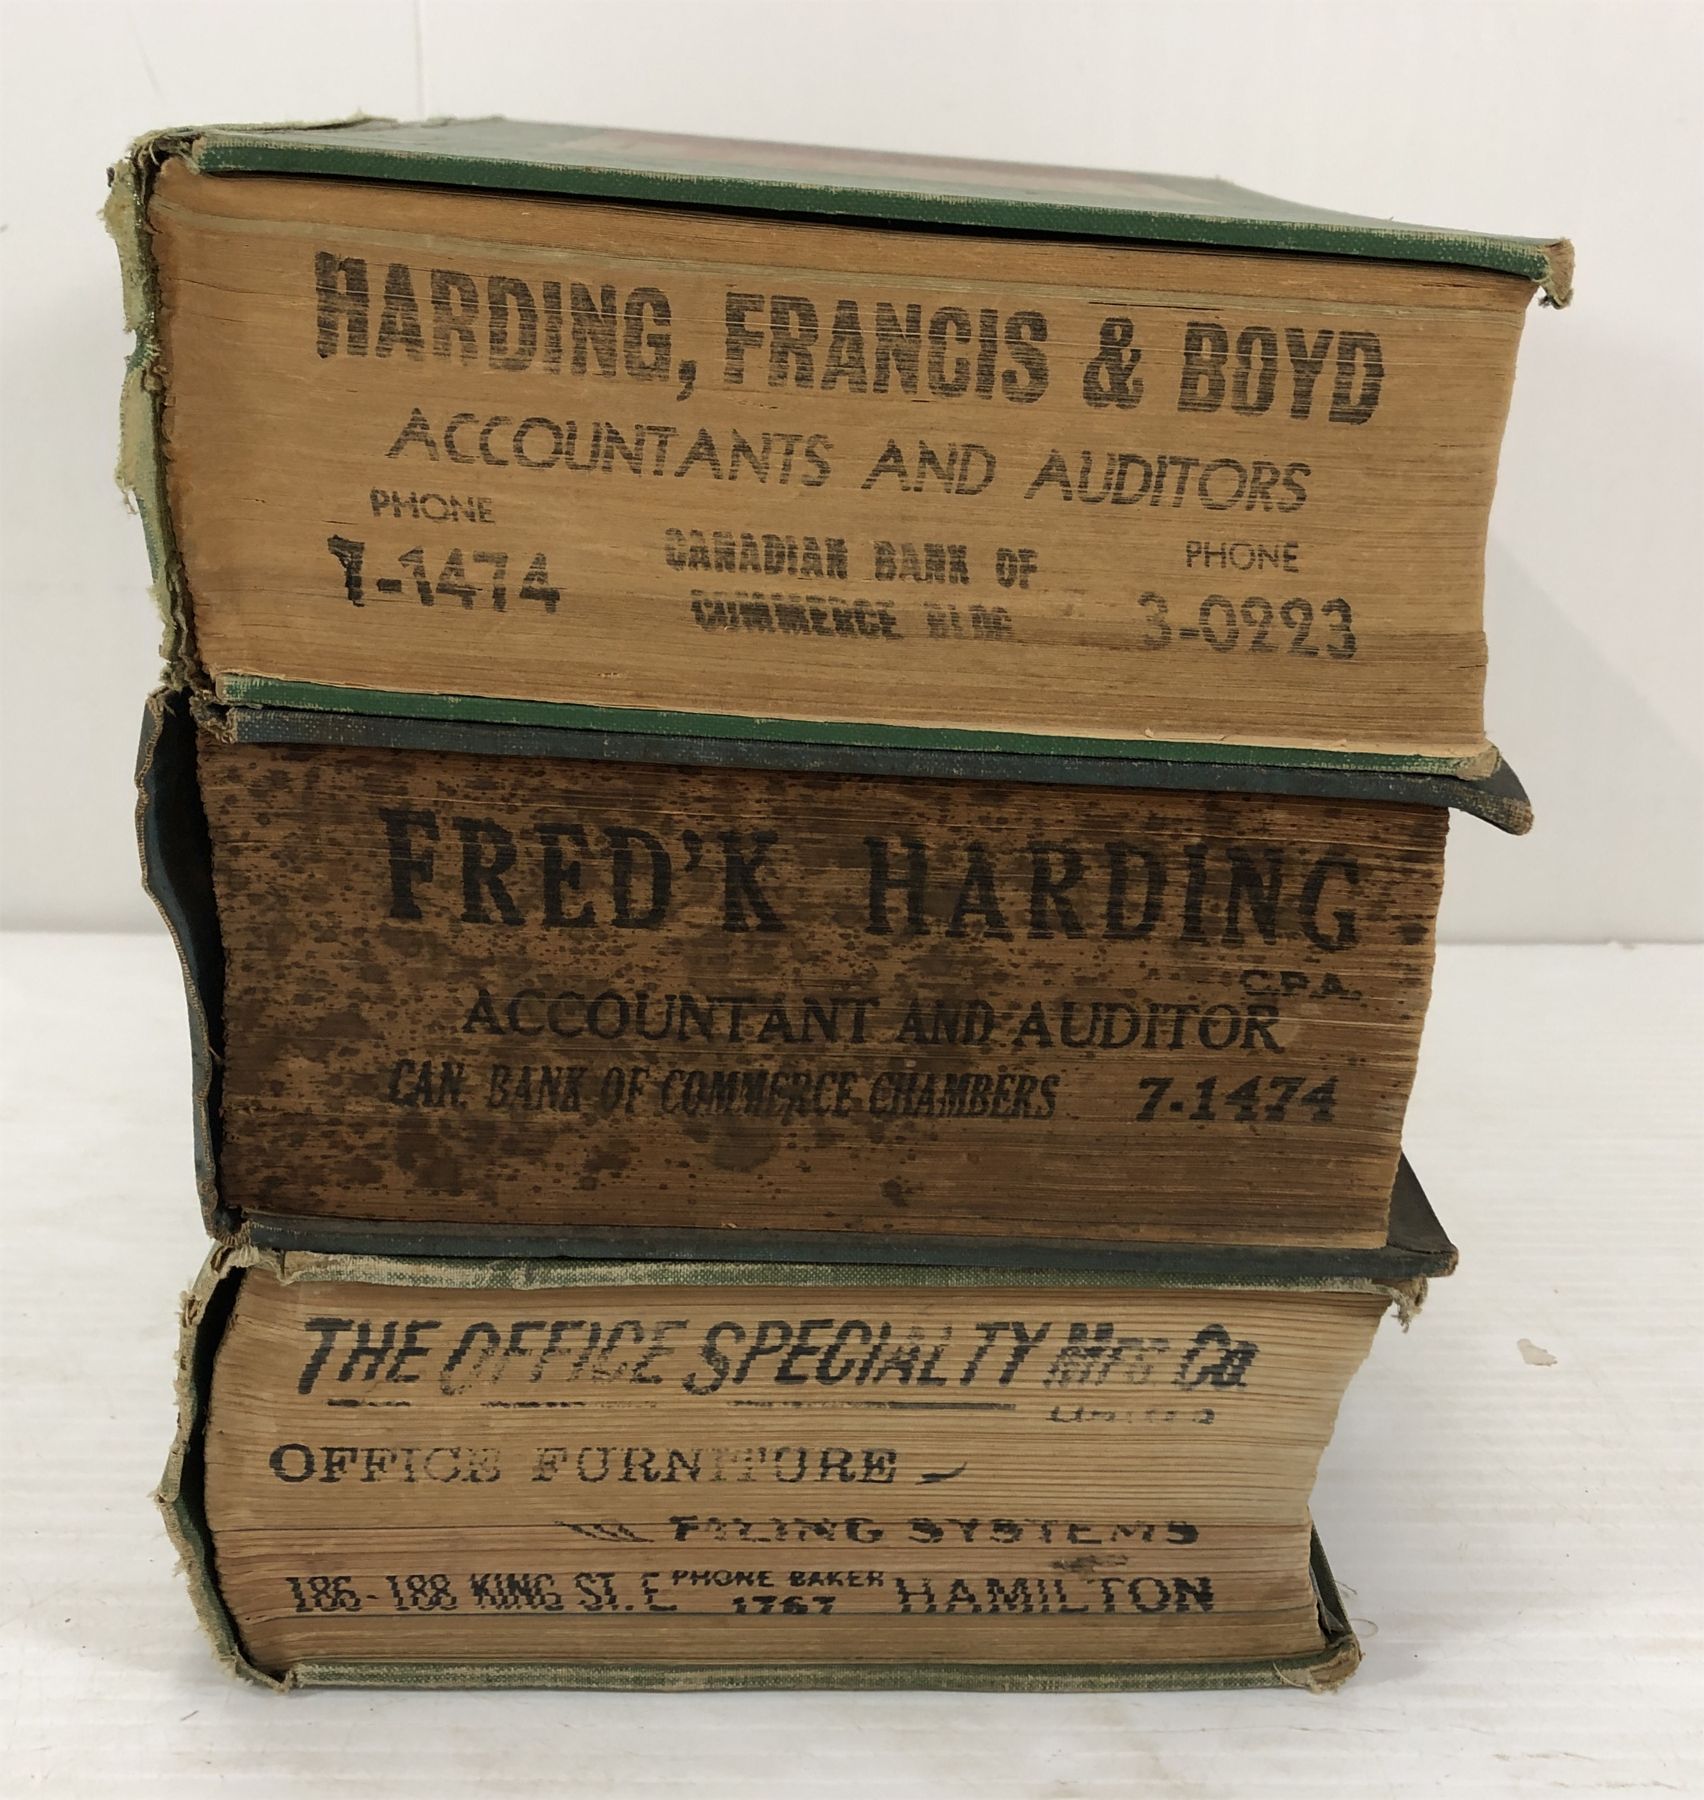 HARDING, FRANCIS & BOYD
ACCOUNTANTS AND AUDITORS
PHONE
7-1474
CANADIAN BANK OF
COMMERCE BLDG
PHONE
3-0223
FRED'K HARDING
C.P.A.
ACCOUNTANT AND AUDITOR
CAN. BANK OF COMMERCE CHAMBERS 7.1474
THE OFFICE SPECIALTY MFG Co.
LIMITED
OFFICE FURNITURE
FILING SYSTEMS
186-188 KING ST. E. PHONE BAKER 1767 HAMILTON